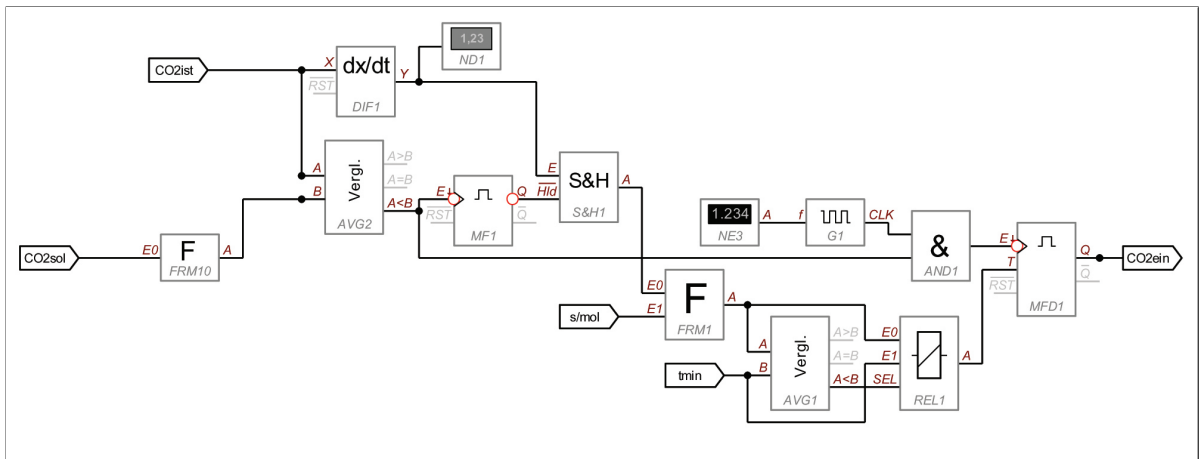 1,23
ND1
CO2ist
X
dx/dt
Y
RST
DIF1
A
Vergl.
A>B
A=B
B
A<B
AVG2
E
RST
Q
Q
MF1
E
S&H
A
Hld
S&H1
1.234
A
NE3
f
CLK
G1
CO2sol
E0
F
A
FRM10
&
AND1
E
Q
T
Q
RST
MFD1
CO2ein
E0
F
A
s/mol
E1
FRM1
A
Vergl.
A>B
A=B
tmin
B
A<B
AVG1
E0
E1
A
SEL
REL1